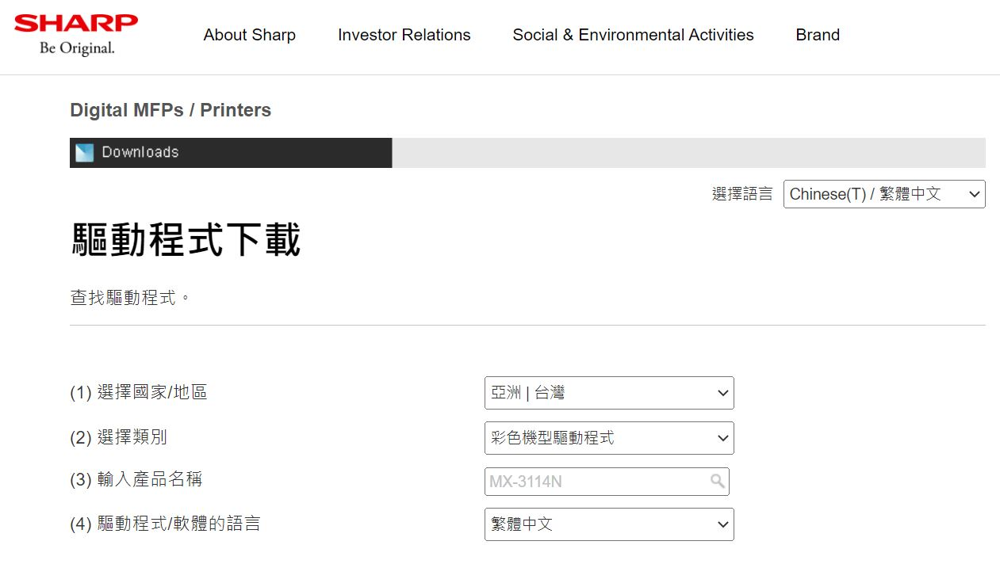 SHARP
Be Original.
About Sharp
Investor Relations
Social & Environmental Activities
Brand
Digital MFPs / Printers
Downloads
選擇語言 Chinese(T) / 繁體中文
驅動程式下載
查找驅動程式。
(1) 選擇國家/地區 亞洲 | 台灣
(2) 選擇類別 彩色機型驅動程式
(3) 輸入產品名稱 MX-3114N
(4) 驅動程式/軟體的語言 繁體中文